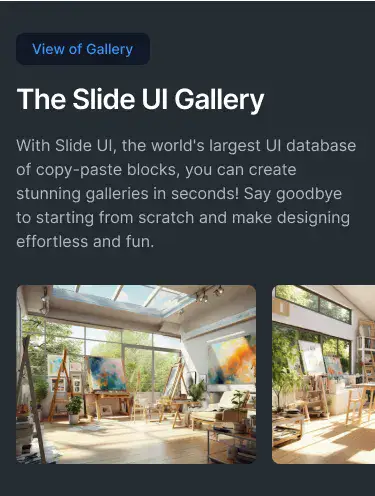 View of Gallery
The Slide UI Gallery
With Slide UI, the world's largest UI database
of copy-paste blocks, you can create
stunning galleries in seconds! Say goodbye
to starting from scratch and make designing
effortless and fun.